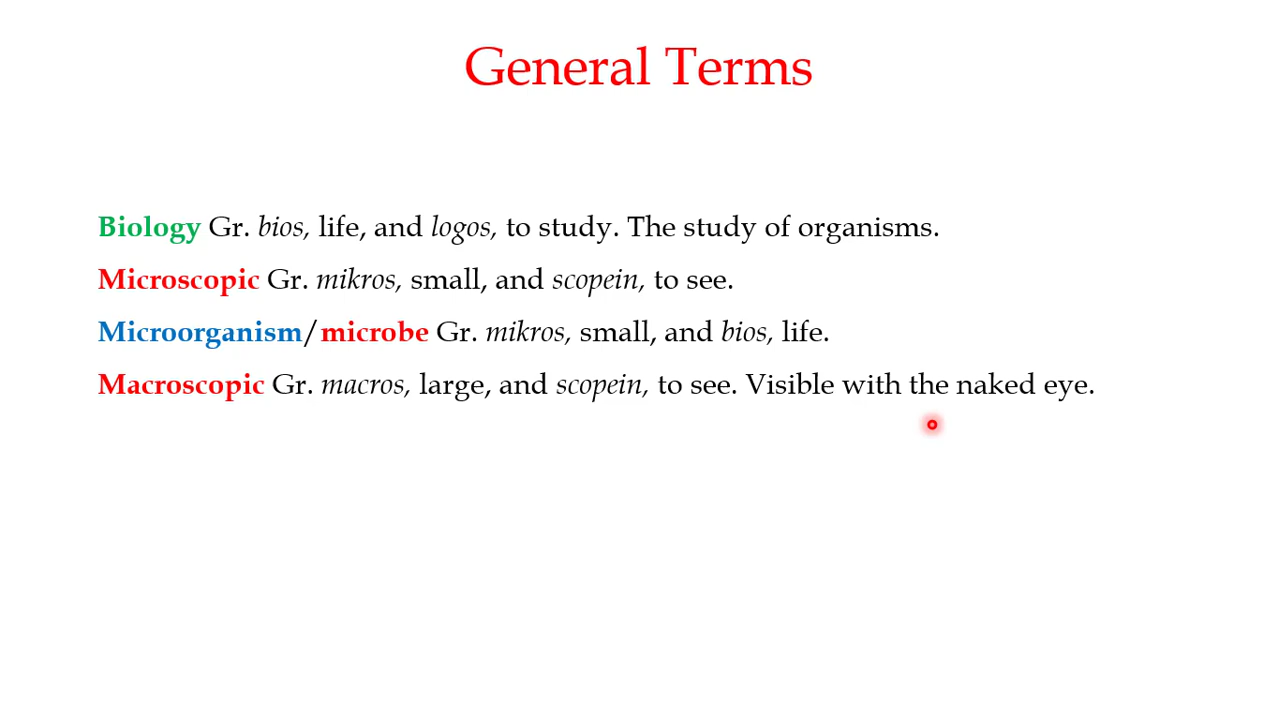 General Terms
Biology Gr. bios, life, and logos, to study. The study of organisms.
Microscopic Gr. mikros, small, and scopein, to see.
Microorganism/microbe Gr. mikros, small, and bios, life.
Macroscopic Gr. macros, large, and scopein, to see. Visible with the naked eye.